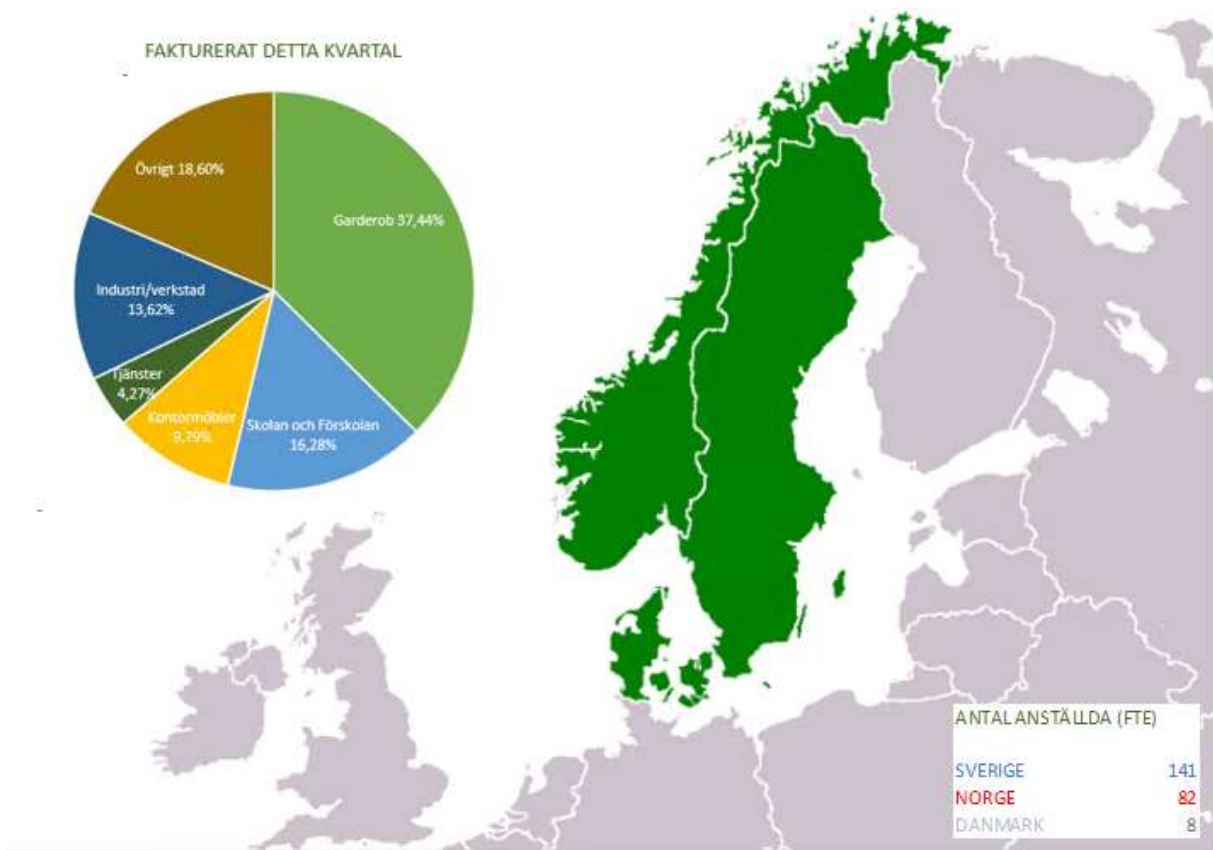 FAKTURERAT DETTA KVARTAL
Övrigt 18,60%
Garderob 37,44%
Industri/verkstad
13,62%
Tjänster
4,27%
Kontormöbler
9,79%
Skolan och Förskolan
16,28%
ANTAL ANSTÄLLDA (FTE)
SVERIGE 141
NORGE 82
DANMARK 8